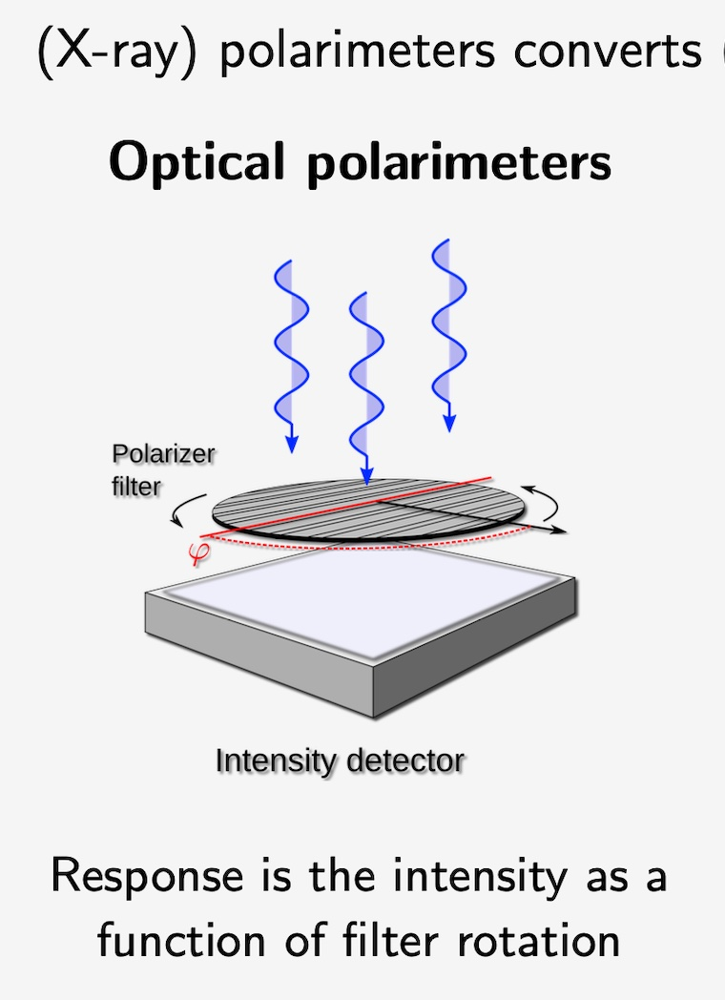 (X-ray) polarimeters converts (
Optical polarimeters
Polarizer
filter
φ
Intensity detector
Response is the intensity as a
function of filter rotation